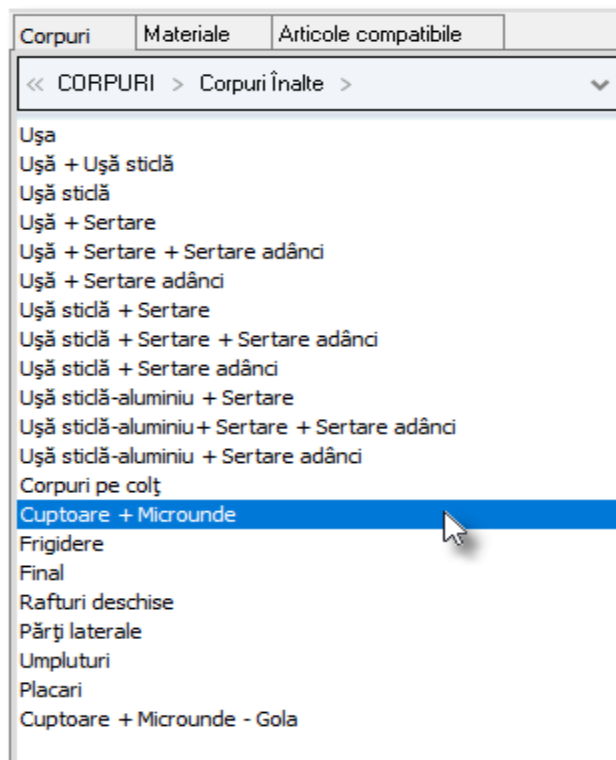 Corpuri Materiale Articole compatibile
« CORPURI > Corpuri Înalte >
Uşa
Uşă + Uşă sticlă
Uşă sticlă
Uşă + Sertare
Uşă + Sertare + Sertare adânci
Uşă + Sertare adânci
Uşă sticlă + Sertare
Uşă sticlă + Sertare + Sertare adânci
Uşă sticlă + Sertare adânci
Uşă sticlă-aluminiu + Sertare
Uşă sticlă-aluminiu+ Sertare + Sertare adânci
Uşă sticlă-aluminiu + Sertare adânci
Corpuri pe colţ
Cuptoare + Microunde
Frigidere
Final
Rafturi deschise
Părţi laterale
Umpluturi
Placari
Cuptoare + Microunde - Gola